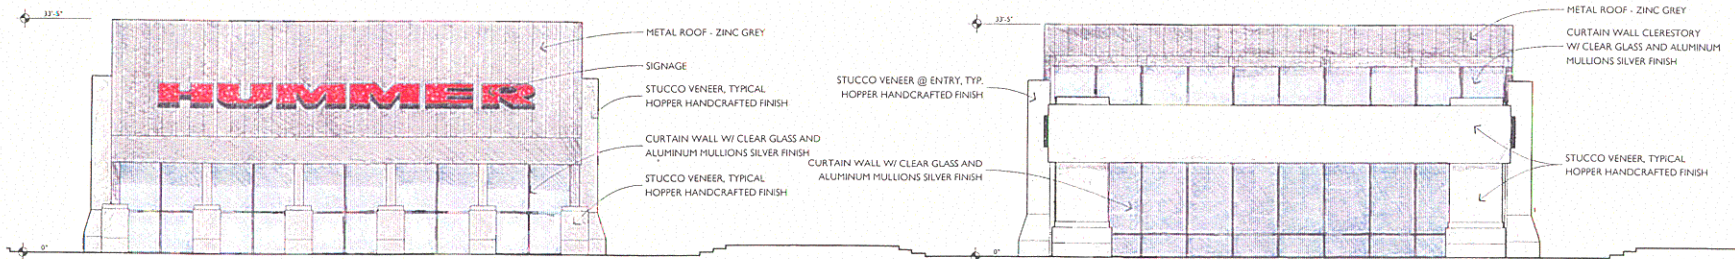 33'-5"
METAL ROOF - ZINC GREY
SIGNAGE
HUMMER
STUCCO VENEER, TYPICAL
HOPPER HANDCRAFTED FINISH
CURTAIN WALL W/ CLEAR GLASS AND
ALUMINUM MULLIONS SILVER FINISH
STUCCO VENEER, TYPICAL
HOPPER HANDCRAFTED FINISH
0"
33'-5"
METAL ROOF - ZINC GREY
CURTAIN WALL CLERESTORY
W/ CLEAR GLASS AND ALUMINUM
MULLIONS SILVER FINISH
STUCCO VENEER @ ENTRY, TYP.
HOPPER HANDCRAFTED FINISH
CURTAIN WALL W/ CLEAR GLASS AND
ALUMINUM MULLIONS SILVER FINISH
STUCCO VENEER, TYPICAL
HOPPER HANDCRAFTED FINISH
0"